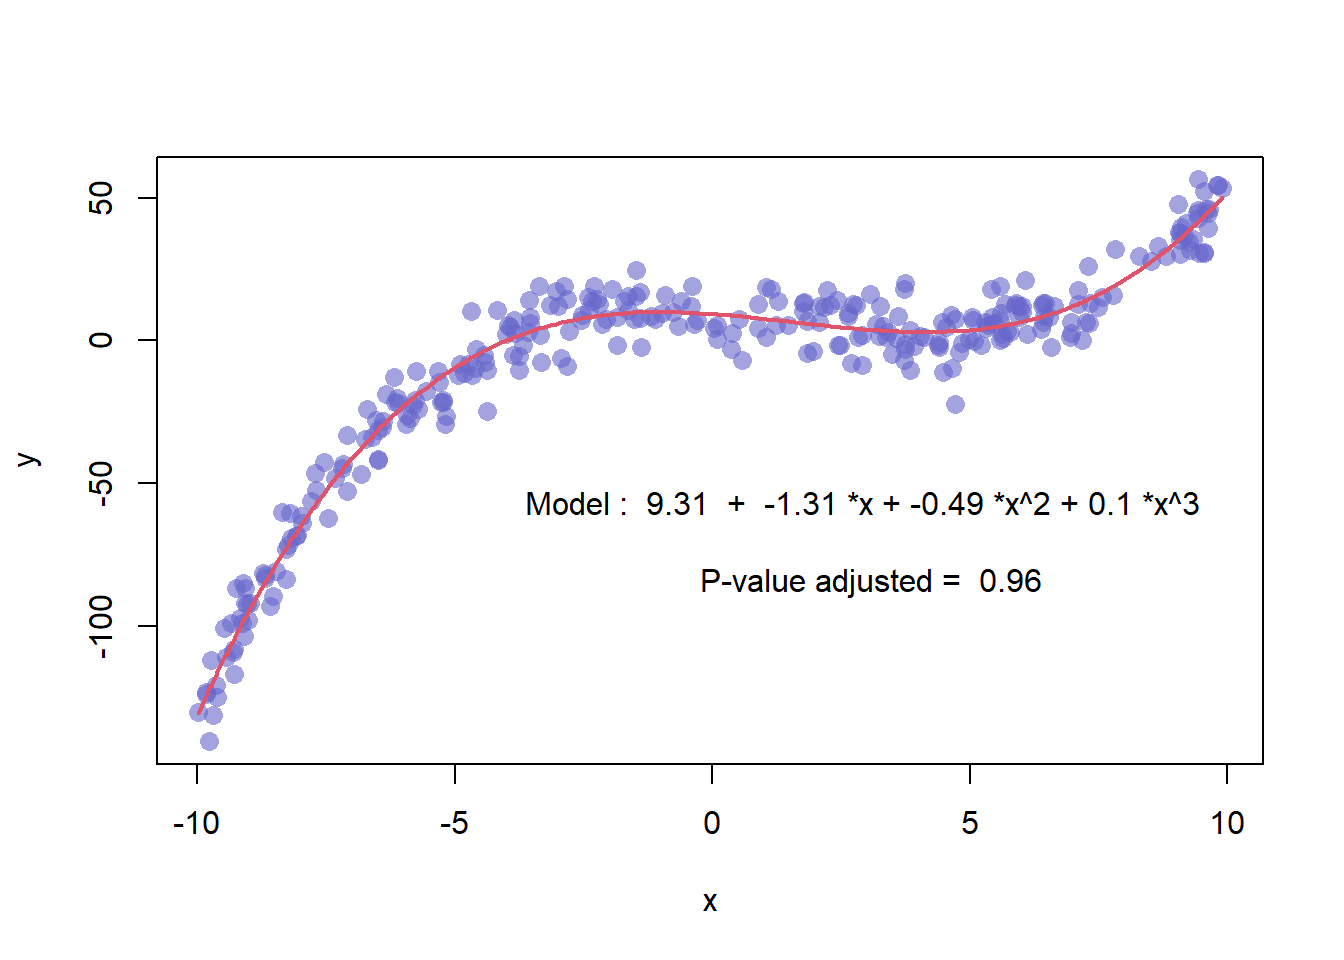 50
0
-50
-100
y
Model :  9.31  +  -1.31 *x + -0.49 *x^2 + 0.1 *x^3
P-value adjusted =  0.96
-10 -5 0 5 10
x